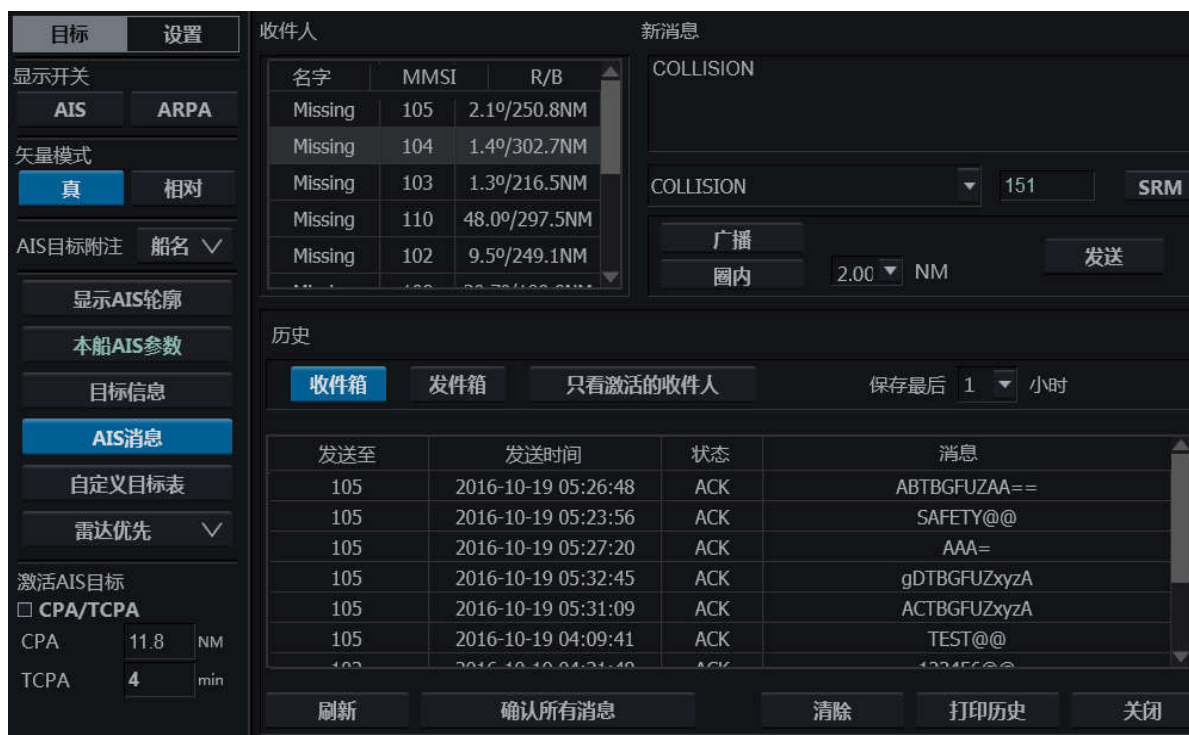 目标 设置
显示开关
AIS ARPA
矢量模式
真 相对
AIS目标附注 船名
显示AIS轮廓
本船AIS参数
目标信息
AIS消息
自定义目标表
雷达优先
激活AIS目标
CPA/TCPA
CPA 11.8 NM
TCPA 4 min
收件人
名字 MMSI R/B
Missing 105 2.1º/250.8NM
Missing 104 1.4º/302.7NM
Missing 103 1.3º/216.5NM
Missing 110 48.0º/297.5NM
Missing 102 9.5º/249.1NM
新消息
COLLISION
COLLISION 151 SRM
广播
圈内 2.00 NM
发送
历史
收件箱 发件箱 只看激活的收件人 保存最后 1 小时
发送至 发送时间 状态 消息
105 2016-10-19 05:26:48 ACK ABTBGFUZAA==
105 2016-10-19 05:23:56 ACK SAFETY@@
105 2016-10-19 05:27:20 ACK AAA=
105 2016-10-19 05:32:45 ACK gDTBGFUZxyzA
105 2016-10-19 05:31:09 ACK ACTBGFUZxyzA
105 2016-10-19 04:09:41 ACK TEST@@
刷新 确认所有消息 清除 打印历史 关闭